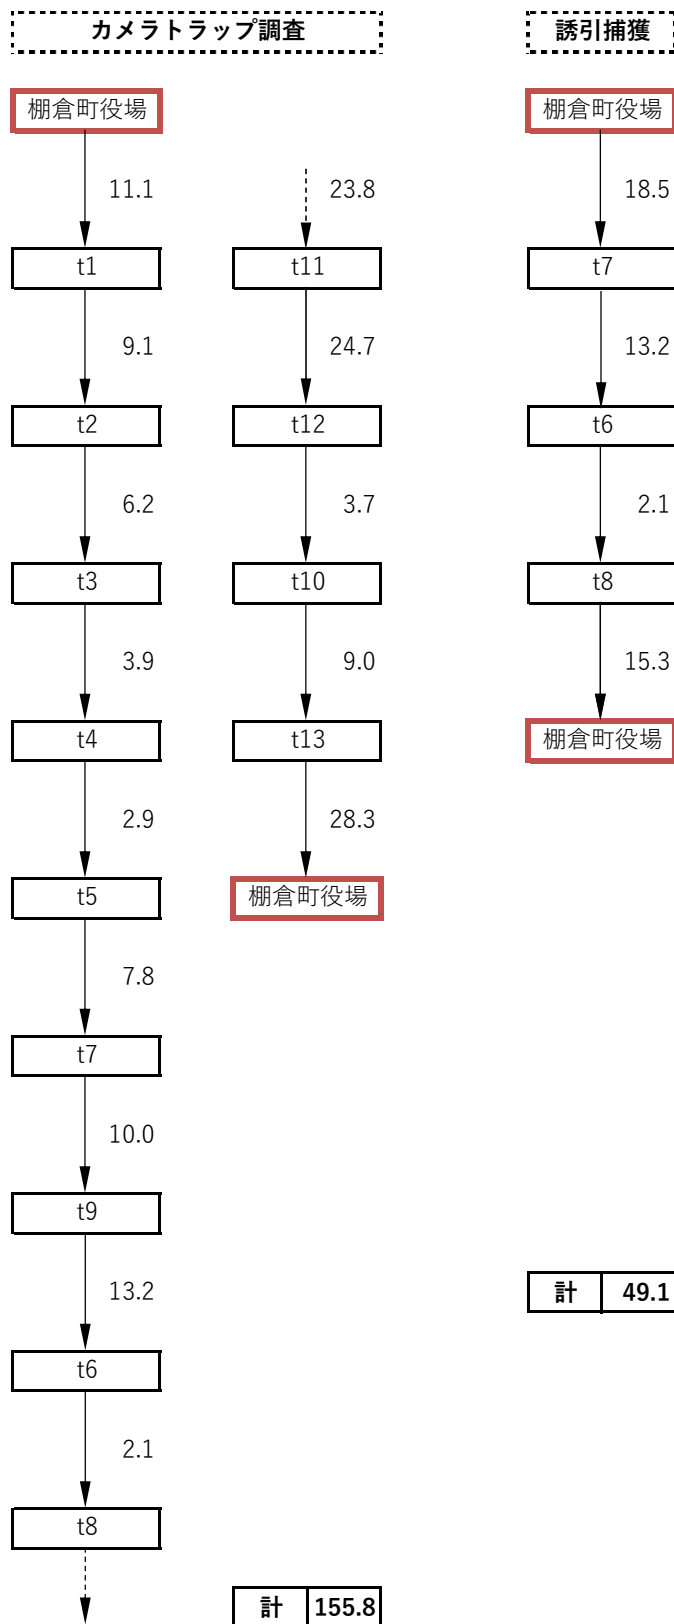 カメラトラップ調査
棚倉町役場
11.1
t1
9.1
t2
6.2
t3
3.9
t4
2.9
t5
7.8
t7
10.0
t9
13.2
t6
2.1
t8
23.8
t11
24.7
t12
3.7
t10
9.0
t13
28.3
棚倉町役場
計 155.8
誘引捕獲
棚倉町役場
18.5
t7
13.2
t6
2.1
t8
15.3
棚倉町役場
計 49.1